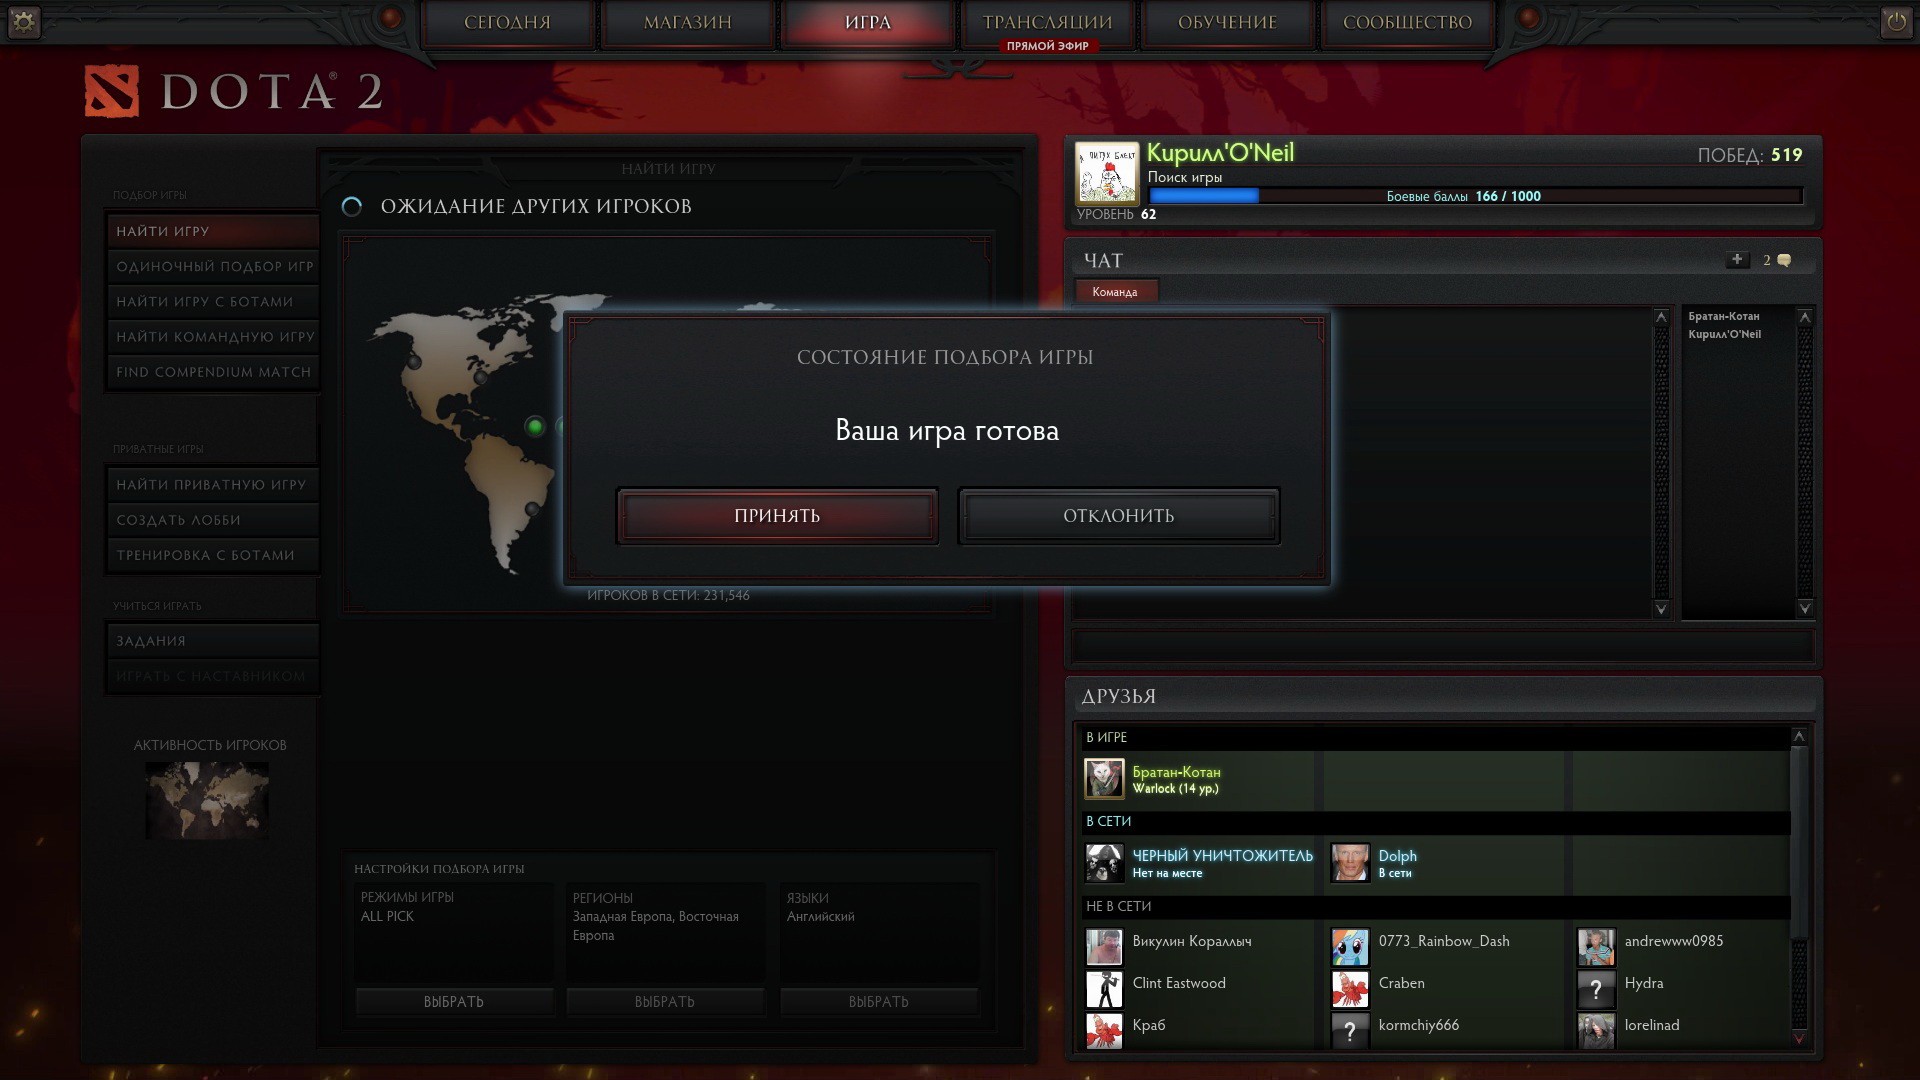 СЕГОДНЯ
МАГАЗИН
ИГРА
ТРАНСЛЯЦИИ
ПРЯМОЙ ЭФИР
ОБУЧЕНИЕ
СООБЩЕСТВО
DOTA® 2
ПОДБОР ИГРЫ
НАЙТИ ИГРУ
ОДИНОЧНЫЙ ПОДБОР ИГР
НАЙТИ ИГРУ С БОТАМИ
НАЙТИ КОМАНДНУЮ ИГРУ
FIND COMPENDIUM MATCH
ПРИВАТНЫЕ ИГРЫ
НАЙТИ ПРИВАТНУЮ ИГРУ
СОЗДАТЬ ЛОББИ
ТРЕНИРОВКА С БОТАМИ
УЧИТЬСЯ ИГРАТЬ
ЗАДАНИЯ
ИГРАТЬ С НАСТАВНИКОМ
АКТИВНОСТЬ ИГРОКОВ
НАЙТИ ИГРУ
ОЖИДАНИЕ ДРУГИХ ИГРОКОВ
СОСТОЯНИЕ ПОДБОРА ИГРЫ
Ваша игра готова
ПРИНЯТЬ
ОТКЛОНИТЬ
ИГРОКОВ В СЕТИ: 231,546
НАСТРОЙКИ ПОДБОРА ИГРЫ
РЕЖИМЫ ИГРЫ
ALL PICK
ВЫБРАТЬ
РЕГИОНЫ
Западная Европа, Восточная
Европа
ВЫБРАТЬ
ЯЗЫКИ
Английский
ВЫБРАТЬ
Кирилл'O'Neil
ПОБЕД: 519
Поиск игры
Боевые баллы 166 / 1000
УРОВЕНЬ 62
ЧАТ
2
Команда
Братан-Котан
Кирилл'O'Neil
ДРУЗЬЯ
В ИГРЕ
Братан-Котан
Warlock (14 ур.)
В СЕТИ
ЧЕРНЫЙ УНИЧТОЖИТЕЛЬ
Нет на месте
Dolph
В сети
НЕ В СЕТИ
Викулин Кораллыч
0773_Rainbow_Dash
andrewww0985
Clint Eastwood
Craben
Hydra
Краб
kormchiy666
lorelinad